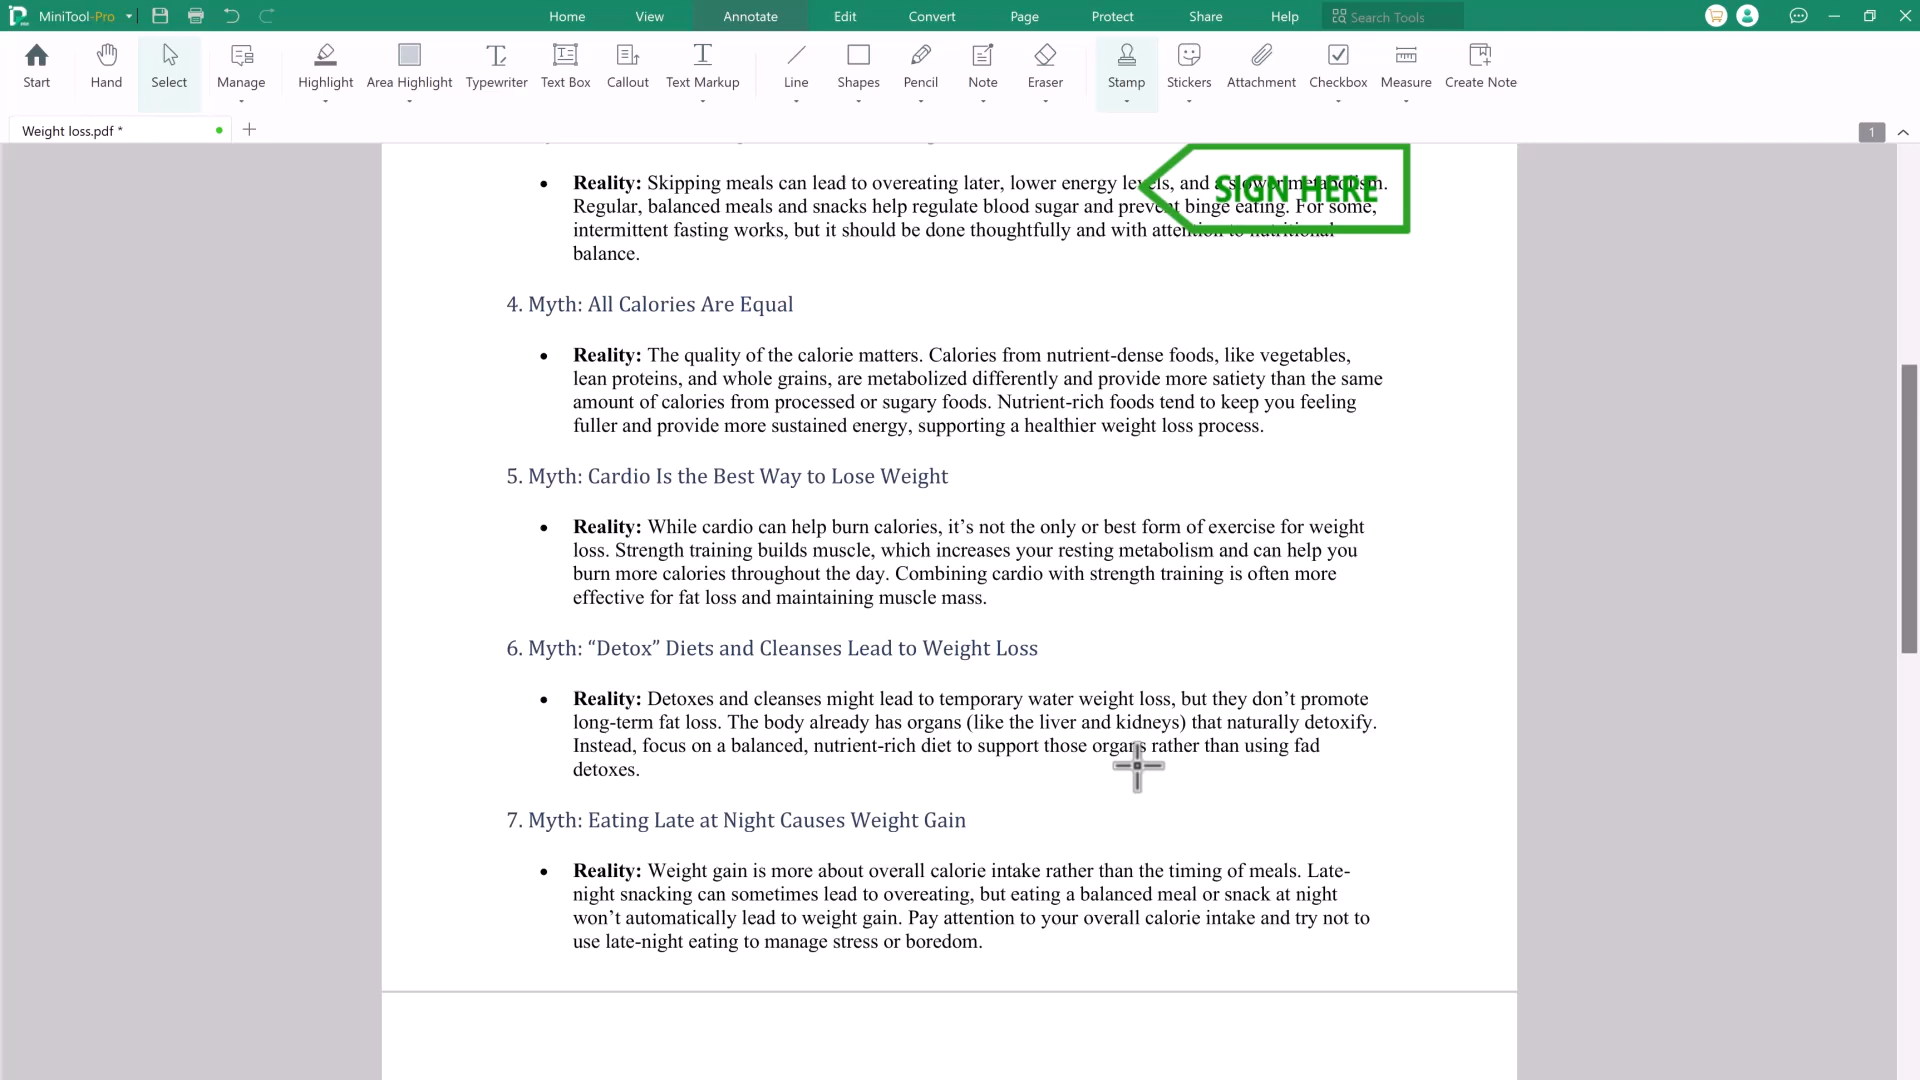 MiniTool-Pro
Home View Annotate Edit Convert Page Protect Share Help Search Tools
Start Hand Select Manage Highlight Area Highlight Typewriter Text Box Callout Text Markup Line Shapes Pencil Note Eraser Stamp Stickers Attachment Checkbox Measure Create Note
Weight loss.pdf *
1
• Reality: Skipping meals can lead to overeating later, lower energy levels, and a slower metabolism.
SIGN HERE
Regular, balanced meals and snacks help regulate blood sugar and prevent binge eating. For some,
intermittent fasting works, but it should be done thoughtfully and with attention to nutritional
balance.
4. Myth: All Calories Are Equal
• Reality: The quality of the calorie matters. Calories from nutrient-dense foods, like vegetables,
lean proteins, and whole grains, are metabolized differently and provide more satiety than the same
amount of calories from processed or sugary foods. Nutrient-rich foods tend to keep you feeling
fuller and provide more sustained energy, supporting a healthier weight loss process.
5. Myth: Cardio Is the Best Way to Lose Weight
• Reality: While cardio can help burn calories, it’s not the only or best form of exercise for weight
loss. Strength training builds muscle, which increases your resting metabolism and can help you
burn more calories throughout the day. Combining cardio with strength training is often more
effective for fat loss and maintaining muscle mass.
6. Myth: “Detox” Diets and Cleanses Lead to Weight Loss
• Reality: Detoxes and cleanses might lead to temporary water weight loss, but they don’t promote
long-term fat loss. The body already has organs (like the liver and kidneys) that naturally detoxify.
Instead, focus on a balanced, nutrient-rich diet to support those organs rather than using fad
detoxes.
7. Myth: Eating Late at Night Causes Weight Gain
• Reality: Weight gain is more about overall calorie intake rather than the timing of meals. Late-
night snacking can sometimes lead to overeating, but eating a balanced meal or snack at night
won’t automatically lead to weight gain. Pay attention to your overall calorie intake and try not to
use late-night eating to manage stress or boredom.